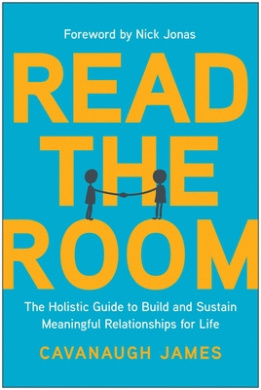 Foreword by Nick Jonas
READ
THE
ROOM
The Holistic Guide to Build and Sustain
Meaningful Relationships for Life
CAVANAUGH JAMES